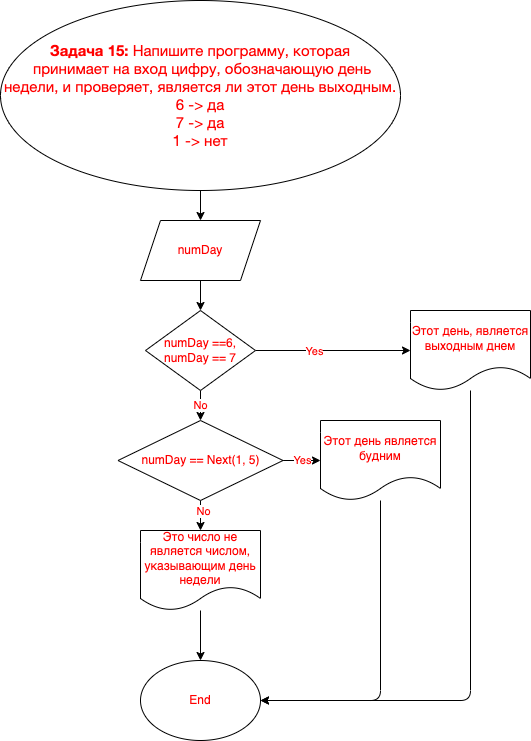 Задача 15: Напишите программу, которая
принимает на вход цифру, обозначающую день
недели, и проверяет, является ли этот день выходным.
6 -> да
7 -> да
1 -> нет
numDay
numDay ==6,
numDay == 7
Yes
Этот день, является
выходным днем
No
numDay == Next(1, 5)
Yes
Этот день является
будним
No
Это число не
является числом,
указывающим день
недели
End